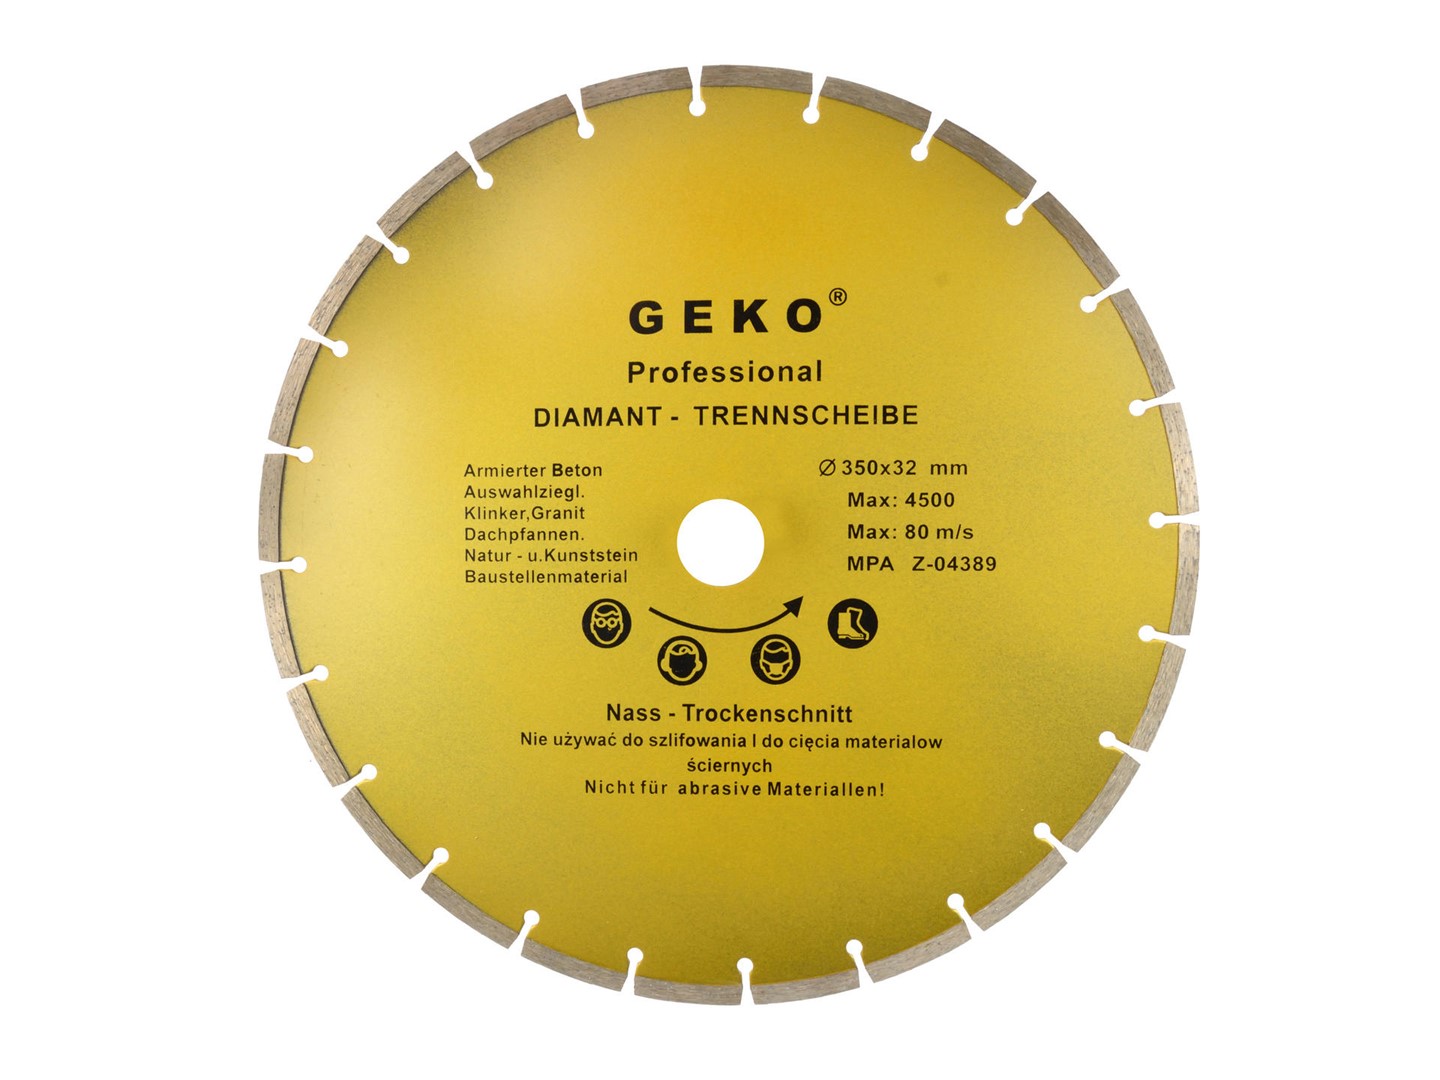 GEKO®
Professional
DIAMANT - TRENNSCHEIBE
Armierter Beton
Auswahlziegl.
Klinker,Granit
Dachpfannen.
Natur - u.Kunststein
Baustellenmaterial
Ø 350x32 mm
Max: 4500
Max: 80 m/s
MPA Z-04389
Nass - Trockenschnitt
Nie używać do szlifowania I do cięcia materialow
ściernych
Nicht für abrasive Materiallen!